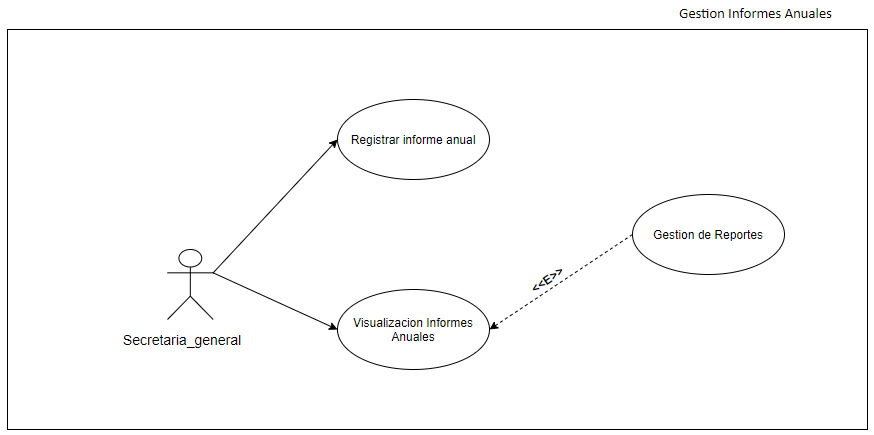 Gestion Informes Anuales
Registrar informe anual
Gestion de Reportes
<<E>>
Visualizacion Informes
Anuales
Secretaria_general